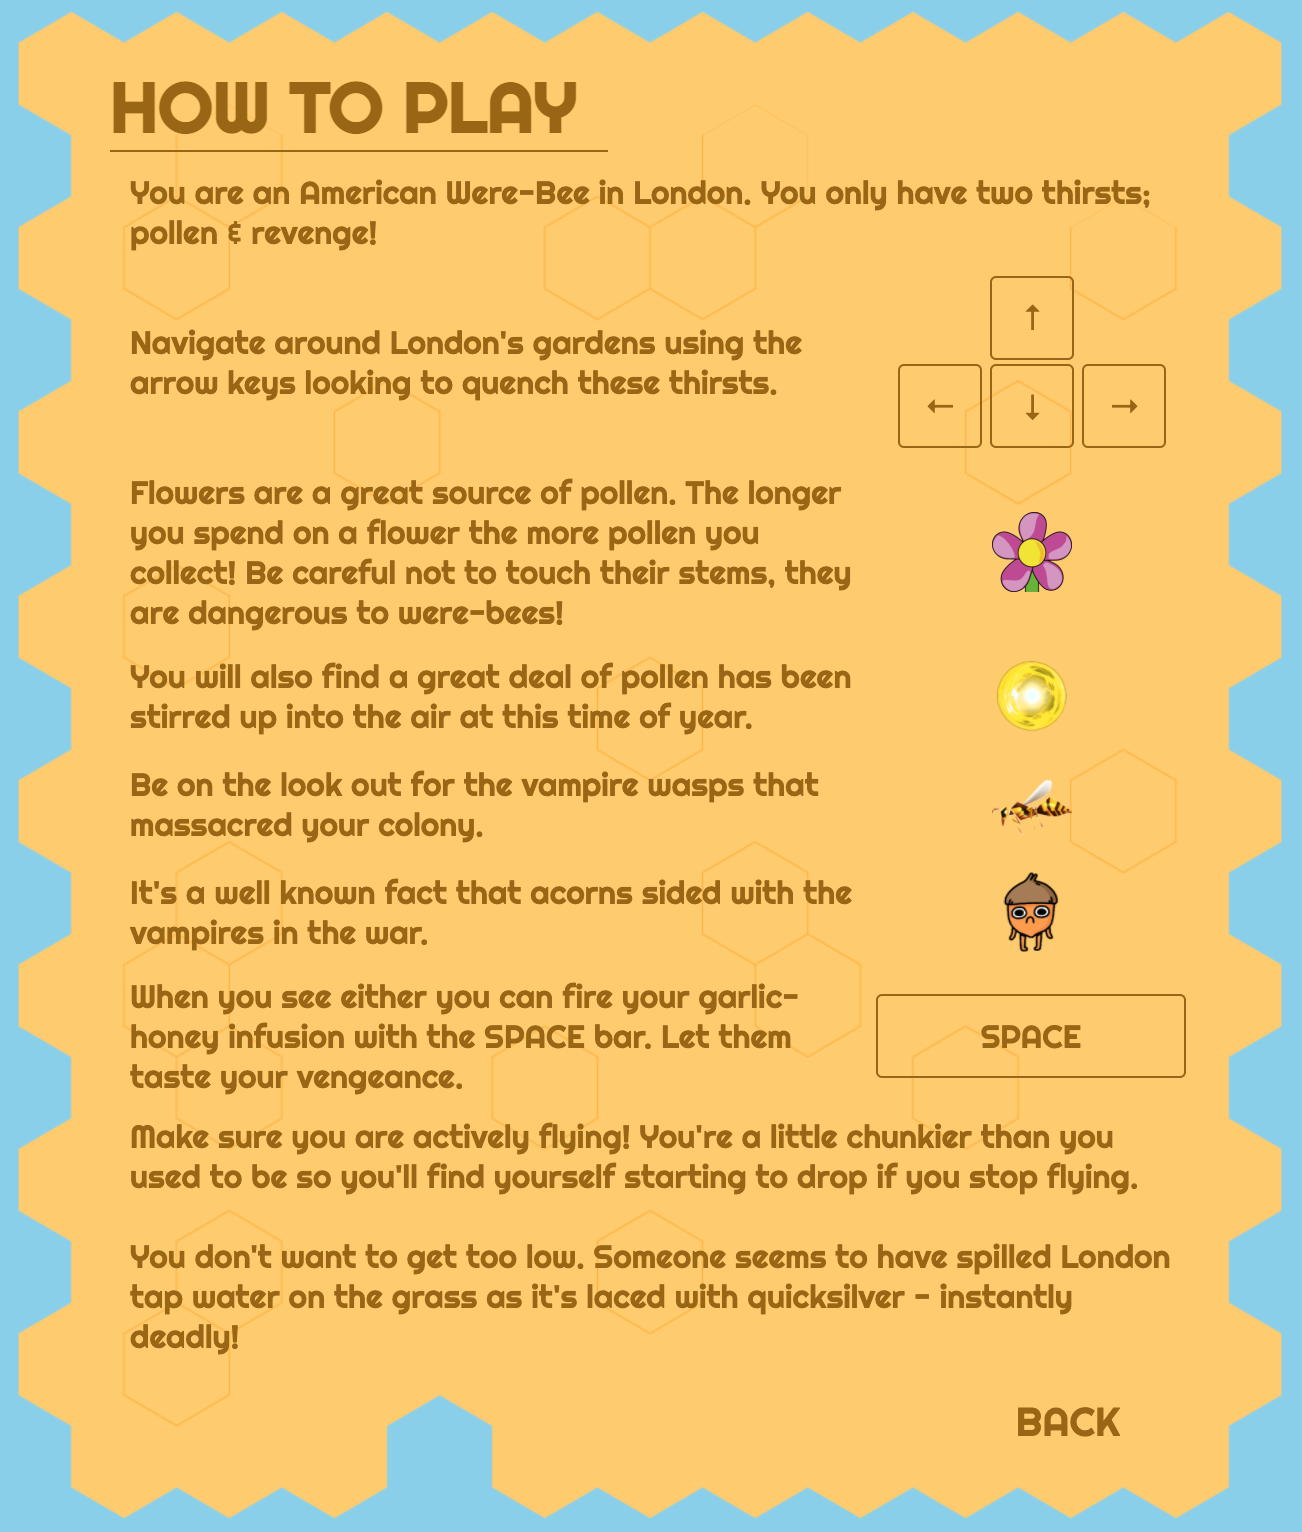 HOW TO PLAY
You are an American Were-Bee in London. You only have two thirsts;
pollen & revenge!
Navigate around London's gardens using the
arrow keys looking to quench these thirsts.
↑
← ↓ →
Flowers are a great source of pollen. The longer
you spend on a flower the more pollen you
collect! Be careful not to touch their stems, they
are dangerous to were-bees!
You will also find a great deal of pollen has been
stirred up into the air at this time of year.
Be on the look out for the vampire wasps that
massacred your colony.
It's a well known fact that acorns sided with the
vampires in the war.
When you see either you can fire your garlic-
honey infusion with the SPACE bar. Let them
taste your vengeance.
SPACE
Make sure you are actively flying! You're a little chunkier than you
used to be so you'll find yourself starting to drop if you stop flying.
You don't want to get too low. Someone seems to have spilled London
tap water on the grass as it's laced with quicksilver - instantly
deadly!
BACK